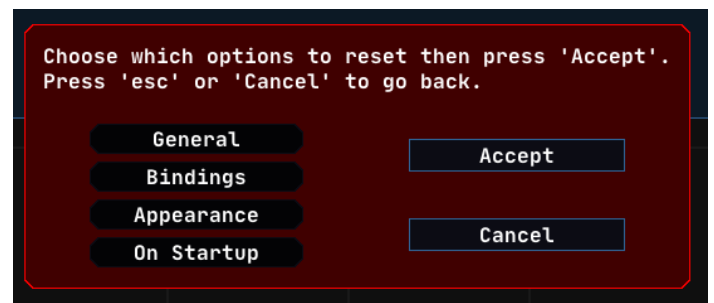 Choose which options to reset then press 'Accept'.
Press 'esc' or 'Cancel' to go back.
General
Bindings
Appearance
On Startup
Accept
Cancel